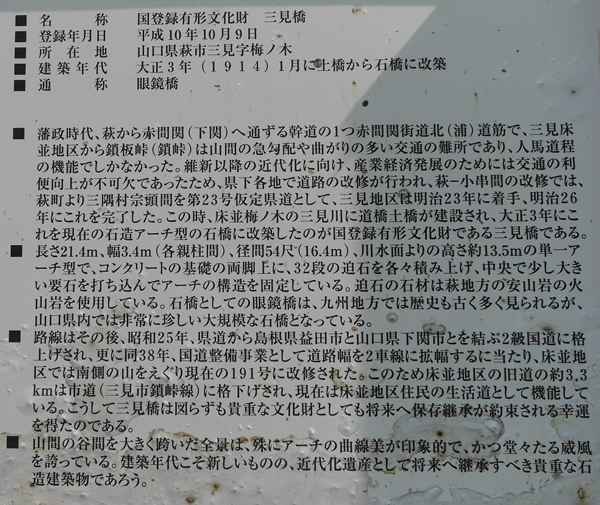 ■ 名称 国登録有形文化財 三見橋
■ 登録年月日 平成10年10月9日
■ 所在地 山口県萩市三見字梅ノ木
■ 建築年代 大正3年(1914)1月に土橋から石橋に改築
■ 通称 眼鏡橋
■ 藩政時代、萩から赤間関(下関)へ通ずる幹道の1つ赤間関街道北(浦)道筋で、三見床
並地区から鎖板峠(鎖峠)は山間の急勾配や曲がりの多い交通の難所であり、人馬道程
の機能でしかなかった。維新以降の近代化に向け、産業経済発展のためには交通の利
便向上が不可欠であったため、県下各地で道路の改修が行われ、萩-小串間の改修では、
萩町より三隅村宗頭間を第23号仮定県道として、三見地区は明治23年に着手、明治26
年にこれを完了した。この時、床並梅ノ木の三見川に道橋土橋が建設され、大正3年にこ
れを現在の石造アーチ型の石橋に改築したのが国登録有形文化財である三見橋である。
■ 長さ21.4m、幅3.4m(各親柱間)、径間54尺(16.4m)、川水面よりの高さ約13.5mの単一ア
ーチ型で、コンクリートの基礎の両脚上に、32段の迫石を各々積み上げ、中央で少し大き
い要石を打ち込んでアーチの構造を固定している。迫石の石材は萩地方の安山岩の火
山岩を使用している。石橋としての眼鏡橋は、九州地方では歴史も古く多く見られるが、
山口県内では非常に珍しい大規模な石橋となっている。
■ 路線はその後、昭和25年、県道から島根県益田市と山口県下関市とを結ぶ2級国道に格
上げされ、更に同38年、国道整備事業として道路幅を2車線に拡幅するに当たり、床並地
区では南側の山をえぐり現在の191号に改修された。このため床並地区の旧道の約3.3
kmは市道(三見市鎖峠線)に格下げされ、現在は床並地区住民の生活道として機能して
いる。こうして三見橋は図らずも貴重な文化財としても将来へ保存継承が約束される幸運
を得たのである。
■ 山間の谷間を大きく跨いだ全景は、殊にアーチの曲線美が印象的で、かつ堂々たる威風
を誇っている。建築年代こそ新しいものの、近代化遺産として将来へ継承すべき貴重な石
造建築物であろう。